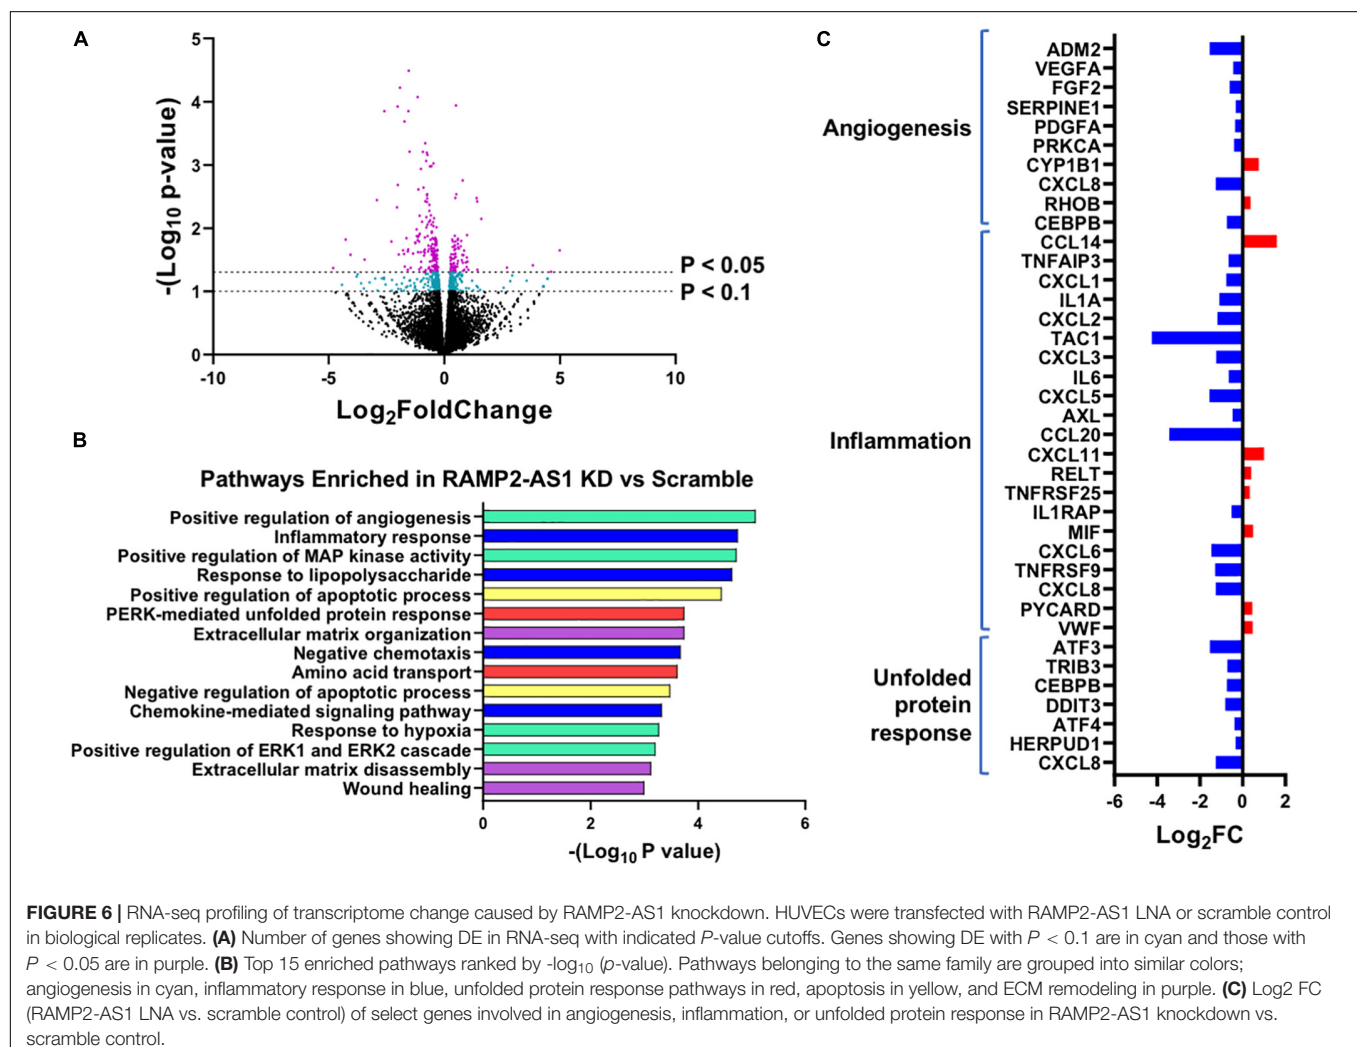 A
5
4
3
2
1
0
-(Log10 p-value)
P < 0.05
P < 0.1
-10
-5
0
5
10
Log2FoldChange
B
Pathways Enriched in RAMP2-AS1 KD vs Scramble
Positive regulation of angiogenesis
Inflammatory response
Positive regulation of MAP kinase activity
Response to lipopolysaccharide
Positive regulation of apoptotic process
PERK-mediated unfolded protein response
Extracellular matrix organization
Negative chemotaxis
Amino acid transport
Negative regulation of apoptotic process
Chemokine-mediated signaling pathway
Response to hypoxia
Positive regulation of ERK1 and ERK2 cascade
Extracellular matrix disassembly
Wound healing
0
2
4
6
-(Log10 P value)
C
Angiogenesis
ADM2
VEGFA
FGF2
SERPINE1
PDGFA
PRKCA
CYP1B1
CXCL8
RHOB
CEBPB
Inflammation
CCL14
TNFAIP3
CXCL1
IL1A
CXCL2
TAC1
CXCL3
IL6
CXCL5
AXL
CCL20
CXCL11
RELT
TNFRSF25
IL1RAP
MIF
CXCL6
TNFRSF9
CXCL8
PYCARD
VWF
Unfolded
protein
response
ATF3
TRIB3
CEBPB
DDIT3
ATF4
HERPUD1
CXCL8
-6
-4
-2
0
2
Log2FC
FIGURE 6 | RNA-seq profiling of transcriptome change caused by RAMP2-AS1 knockdown. HUVECs were transfected with RAMP2-AS1 LNA or scramble control
in biological replicates. (A) Number of genes showing DE in RNA-seq with indicated P-value cutoffs. Genes showing DE with P < 0.1 are in cyan and those with
P < 0.05 are in purple. (B) Top 15 enriched pathways ranked by -log10 (p-value). Pathways belonging to the same family are grouped into similar colors;
angiogenesis in cyan, inflammatory response in blue, unfolded protein response pathways in red, apoptosis in yellow, and ECM remodeling in purple. (C) Log2 FC
(RAMP2-AS1 LNA vs. scramble control) of select genes involved in angiogenesis, inflammation, or unfolded protein response in RAMP2-AS1 knockdown vs.
scramble control.